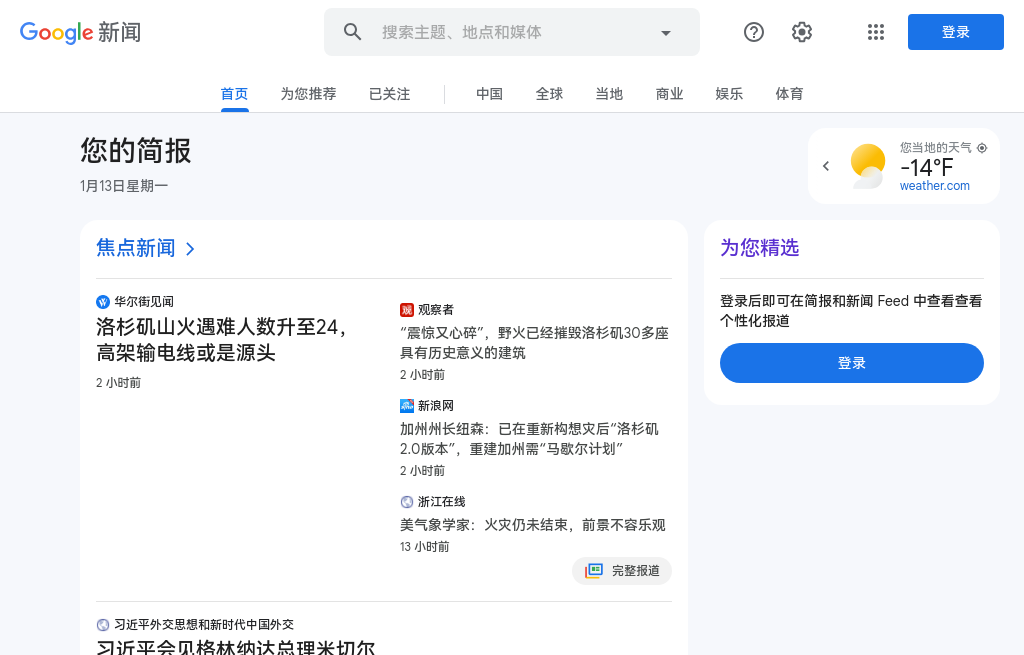 Google 新闻
搜索主题、地点和媒体
登录
首页
为您推荐
已关注
中国
全球
当地
商业
娱乐
体育
您的简报
1月13日星期一
您当地的天气
-14°F
weather.com
焦点新闻
华尔街见闻
洛杉矶山火遇难人数升至24，
高架输电线或是源头
2 小时前
观察者
“震惊又心碎”，野火已经摧毁洛杉矶30多座
具有历史意义的建筑
2 小时前
新浪网
加州州长纽森：已在重新构想灾后“洛杉矶
2.0版本”，重建加州需“马歇尔计划”
2 小时前
浙江在线
美气象学家：火灾仍未结束，前景不容乐观
13 小时前
完整报道
习近平外交思想和新时代中国外交
习近平会见格林纳达总理米切尔
为您精选
登录后即可在简报和新闻 Feed 中查看查看
个性化报道
登录